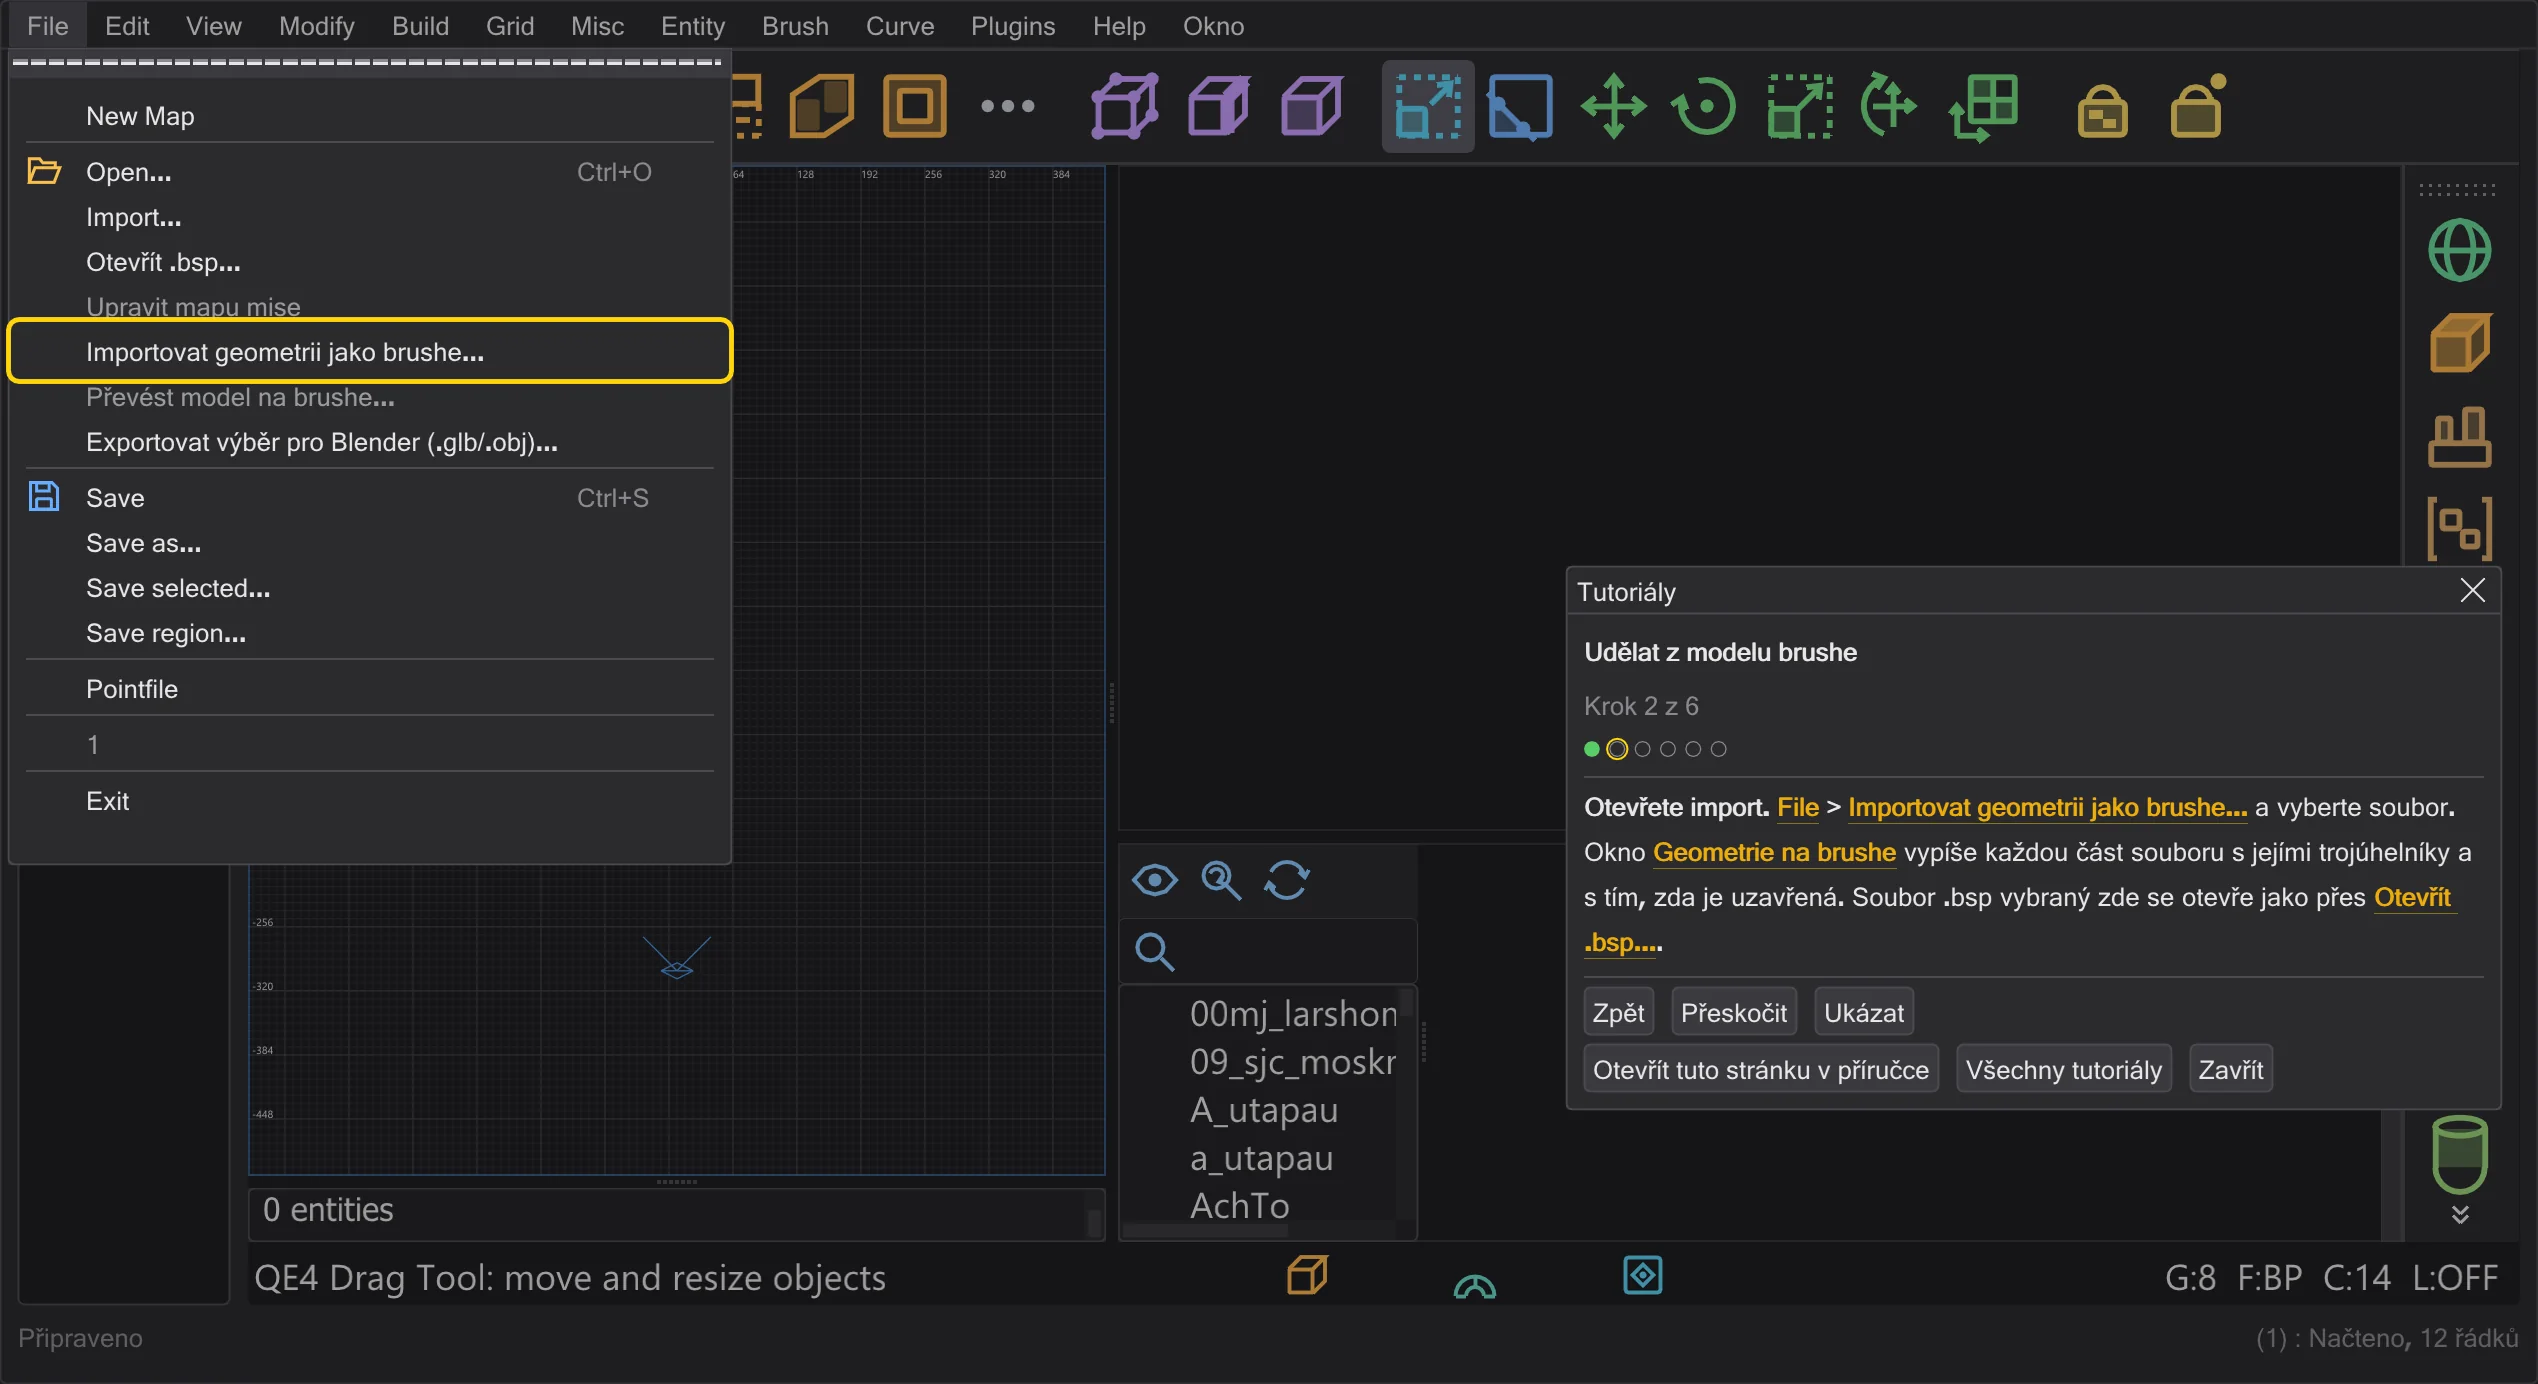 File Edit View Modify Build Grid Misc Entity Brush Curve Plugins Help Okno
New Map
Open... Ctrl+O
Import...
Otevřít .bsp...
Upravit mapu mise
Importovat geometrii jako brushe...
Převést model na brushe...
Exportovat výběr pro Blender (.glb/.obj)...
Save Ctrl+S
Save as...
Save selected...
Save region...
Pointfile
1
Exit
64 128 192 256 320 384
-256
-320
-384
-448
0 entities
00mj_larshon
09_sjc_moskr
A_utapau
a_utapau
AchTo
Tutoriály
Udělat z modelu brushe
Krok 2 z 6
Otevřete import. File > Importovat geometrii jako brushe... a vyberte soubor.
Okno Geometrie na brushe vypíše každou část souboru s jejími trojúhelníky a
s tím, zda je uzavřená. Soubor .bsp vybraný zde se otevře jako přes Otevřít
.bsp....
Zpět Přeskočit Ukázat
Otevřít tuto stránku v příručce Všechny tutoriály Zavřít
QE4 Drag Tool: move and resize objects
G:8 F:BP C:14 L:OFF
Připraveno
(1) : Načteno, 12 řádků